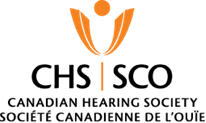 CHS | SCO
CANADIAN HEARING SOCIETY
SOCIÉTÉ CANADIENNE DE L'OUÏE